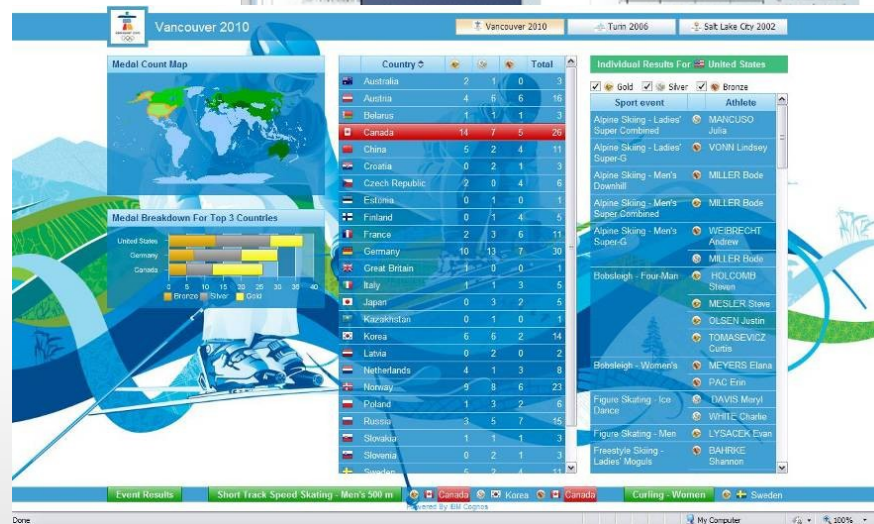 Vancouver 2010
Vancouver 2010
Turin 2006
Salt Lake City 2002
Medal Count Map
Medal Breakdown For Top 3 Countries
United States
Germany
Canada
0 5 10 15 20 25 30 35 40
Bronze Silver Gold
Country Total
Australia 2 1 0 3
Austria 4 6 6 16
Belarus 1 1 1 3
Canada 14 7 5 26
China 5 2 4 11
Croatia 0 2 1 3
Czech Republic 2 0 4 6
Estonia 0 1 0 1
Finland 0 1 4 5
France 2 3 6 11
Germany 10 13 7 30
Great Britain 1 0 0 1
Italy 1 1 3 5
Japan 0 3 2 5
Kazakhstan 0 1 0 1
Korea 6 6 2 14
Latvia 0 2 0 2
Netherlands 4 1 3 8
Norway 9 8 6 23
Poland 1 3 2 6
Russia 3 5 7 15
Slovakia 1 1 1 3
Slovenia 0 2 1 3
Sweden 5 2 4 11
Individual Results For United States
Gold Silver Bronze
Sport event Athlete
Alpine Skiing - Ladies' MANCUSO
Super Combined Julia
Alpine Skiing - Ladies' VONN Lindsey
Super-G
Alpine Skiing - Men's MILLER Bode
Downhill
Alpine Skiing - Men's MILLER Bode
Super Combined
Alpine Skiing - Men's WEIBRECHT
Super-G Andrew
MILLER Bode
Bobsleigh - Four-Man HOLCOMB
Steven
MESLER Steve
OLSEN Justin
TOMASEVICZ
Curtis
Bobsleigh - Women's MEYERS Elana
PAC Erin
Figure Skating - Ice DAVIS Meryl
Dance
WHITE Charlie
Figure Skating - Men LYSACEK Evan
Freestyle Skiing - BAHRKE
Ladies' Moguls Shannon
Event Results Short Track Speed Skating - Men's 500 m Canada Korea Canada Curling - Women Sweden
Powered By IBM Cognos
Done My Computer 100%